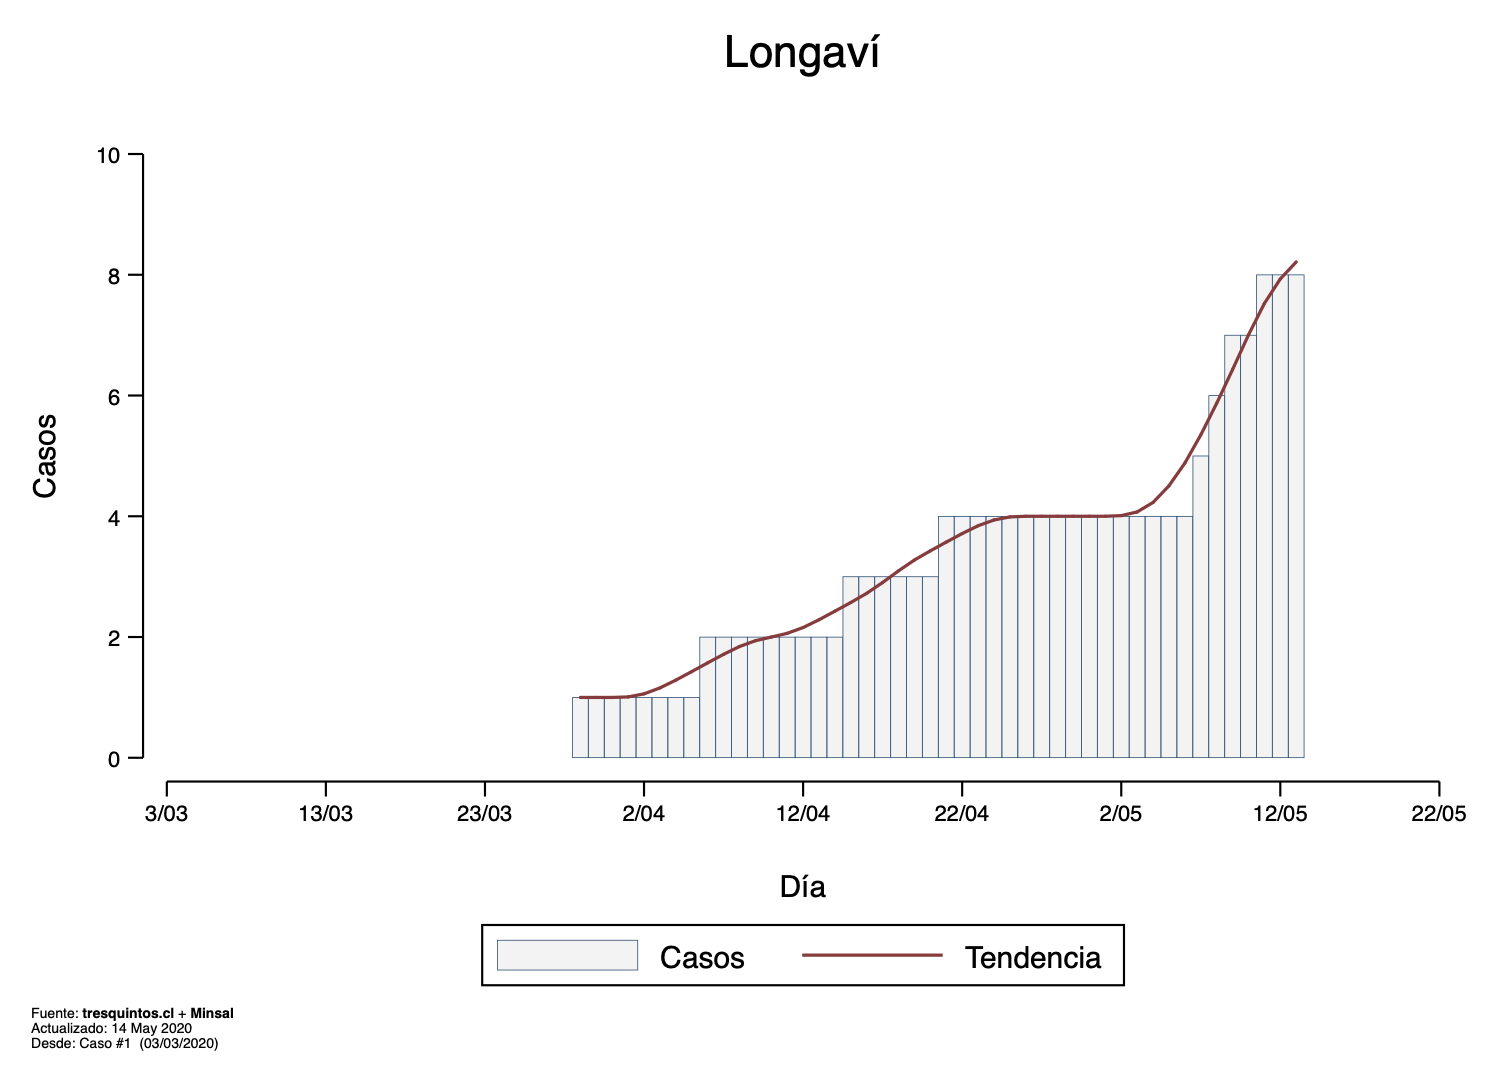 Longaví
10
8
6
4
2
0
Casos
3/03 13/03 23/03 2/04 12/04 22/04 2/05 12/05 22/05
Día
Casos Tendencia
Fuente: tresquintos.cl + Minsal
Actualizado: 14 May 2020
Desde: Caso #1 (03/03/2020)